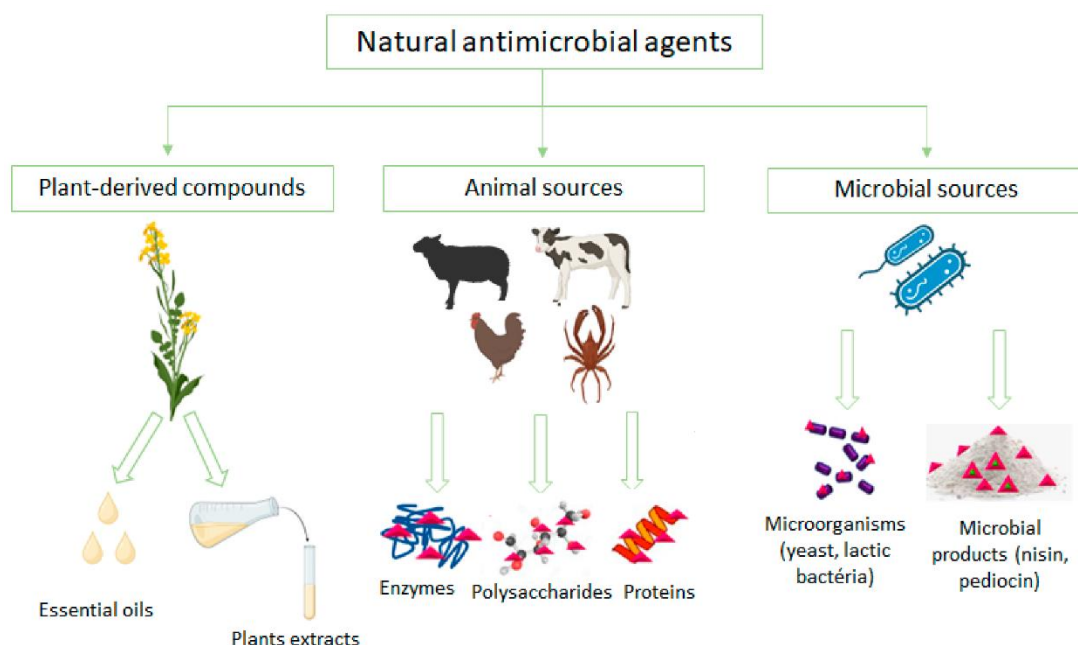 Natural antimicrobial agents
Plant-derived compounds
Animal sources
Microbial sources
Essential oils
Plants extracts
Enzymes
Polysaccharides
Proteins
Microorganisms
(yeast, lactic
bactéria)
Microbial
products (nisin,
pediocin)